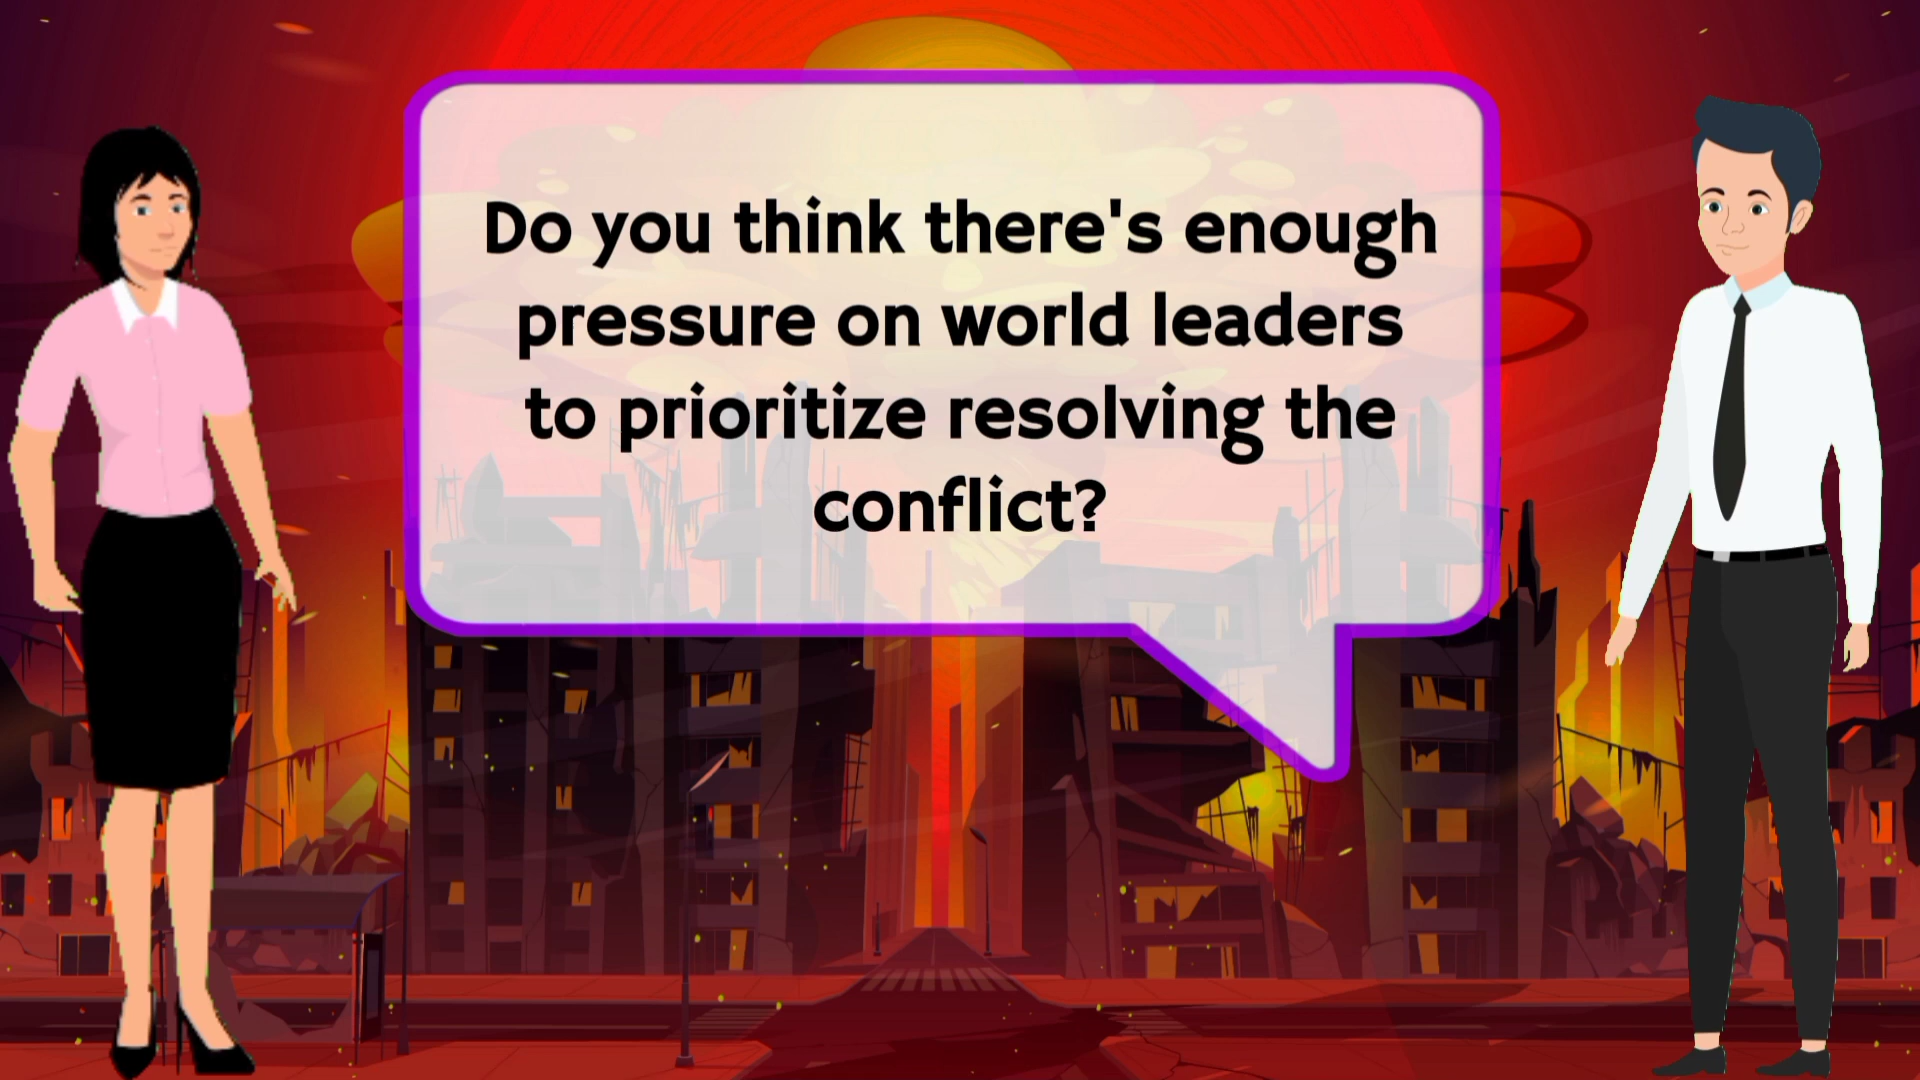 Do you think there's enough
pressure on world leaders
to prioritize resolving the
conflict?